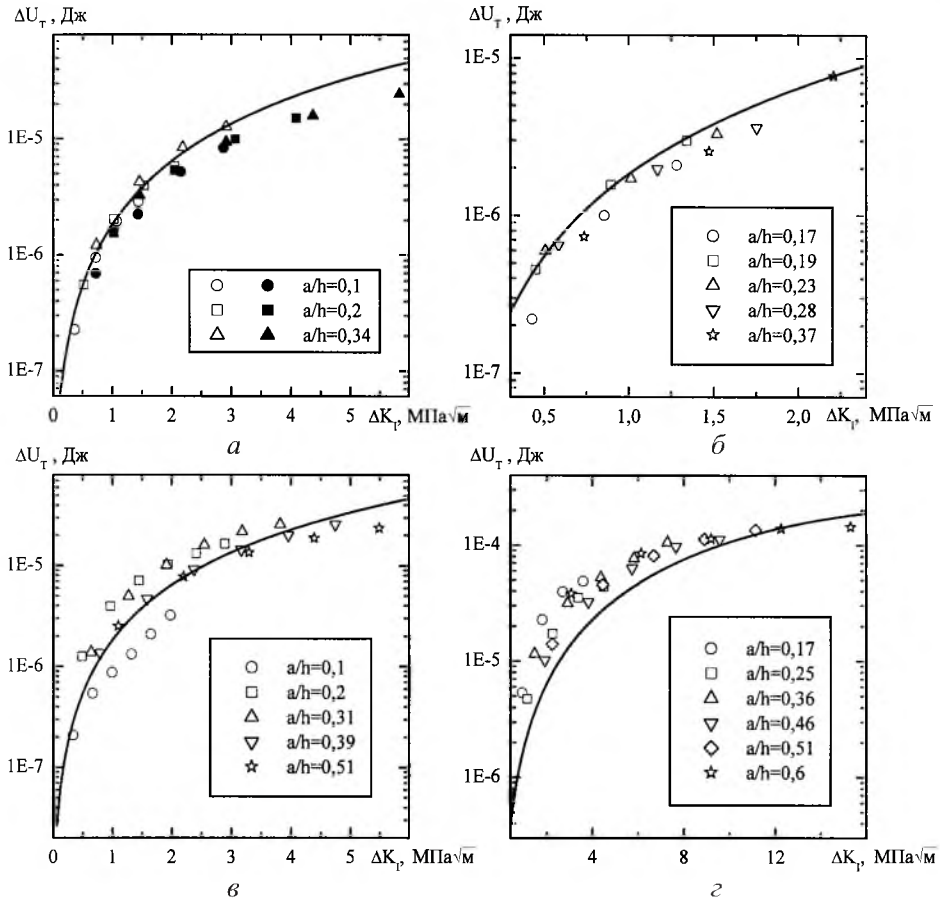 ΔU_T , Дж
1E-5
1E-6
1E-7
0 1 2 3 4 5
ΔK_I, МПа√м
a/h=0,1
a/h=0,2
a/h=0,34
а
ΔU_T , Дж
1E-5
1E-6
1E-7
0,5 1,0 1,5 2,0
ΔK_I, МПа√м
a/h=0,17
a/h=0,19
a/h=0,23
a/h=0,28
a/h=0,37
б
ΔU_T , Дж
1E-5
1E-6
1E-7
0 1 2 3 4 5
ΔK_I, МПа√м
a/h=0,1
a/h=0,2
a/h=0,31
a/h=0,39
a/h=0,51
в
ΔU_T , Дж
1E-4
1E-5
1E-6
4 8 12
ΔK_I, МПа√м
a/h=0,17
a/h=0,25
a/h=0,36
a/h=0,46
a/h=0,51
a/h=0,6
г